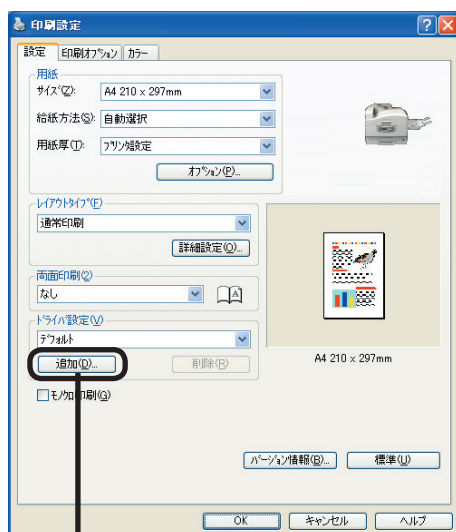 印刷設定
設定 印刷ｵﾌﾟｼｮﾝ ｶﾗｰ
用紙
ｻｲｽﾞ(Z): A4 210 x 297mm
給紙方法(S): 自動選択
用紙厚(T): ﾌﾟﾘﾝﾀ設定
ｵﾌﾟｼｮﾝ(P)...
ﾚｲｱｳﾄﾀｲﾌﾟ(F)
通常印刷
詳細設定(O)...
両面印刷(2)
なし
ﾄﾞﾗｲﾊﾞ設定(V)
ﾃﾞﾌｫﾙﾄ
追加(D)... 削除(R)
A4 210 x 297mm
ﾓﾉｸﾛ印刷(G)
ﾊﾞｰｼﾞｮﾝ情報(B)... 標準(U)
OK キャンセル ヘルプ